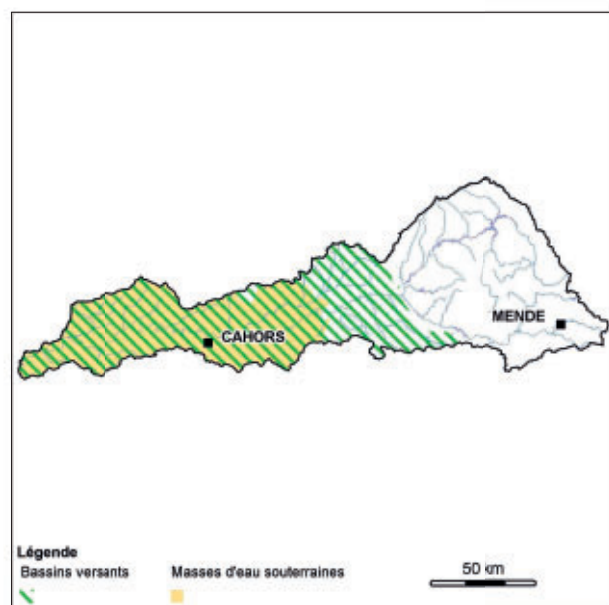 MENDE
CAHORS
Légende
Bassins versants
Masses d'eau souterraines
50 km